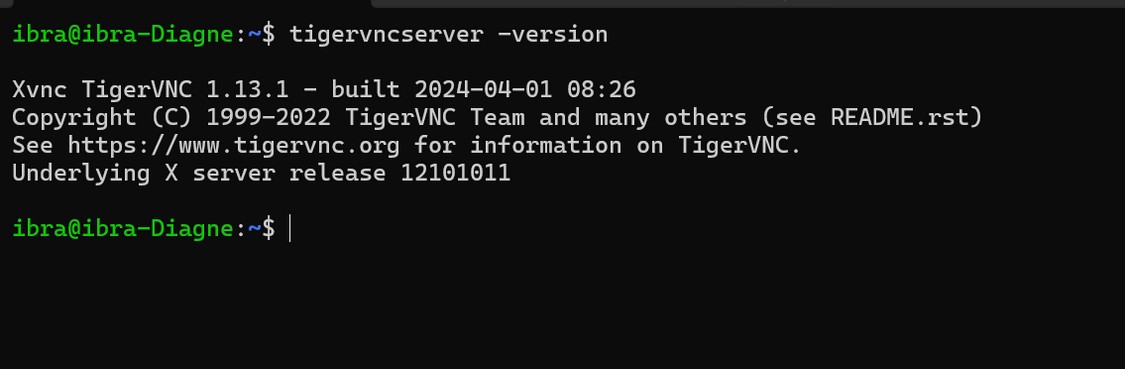 ibra@ibra-Diagne:~$ tigervncserver -version
Xvnc TigerVNC 1.13.1 - built 2024-04-01 08:26
Copyright (C) 1999-2022 TigerVNC Team and many others (see README.rst)
See https://www.tigervnc.org for information on TigerVNC.
Underlying X server release 12101011
ibra@ibra-Diagne:~$